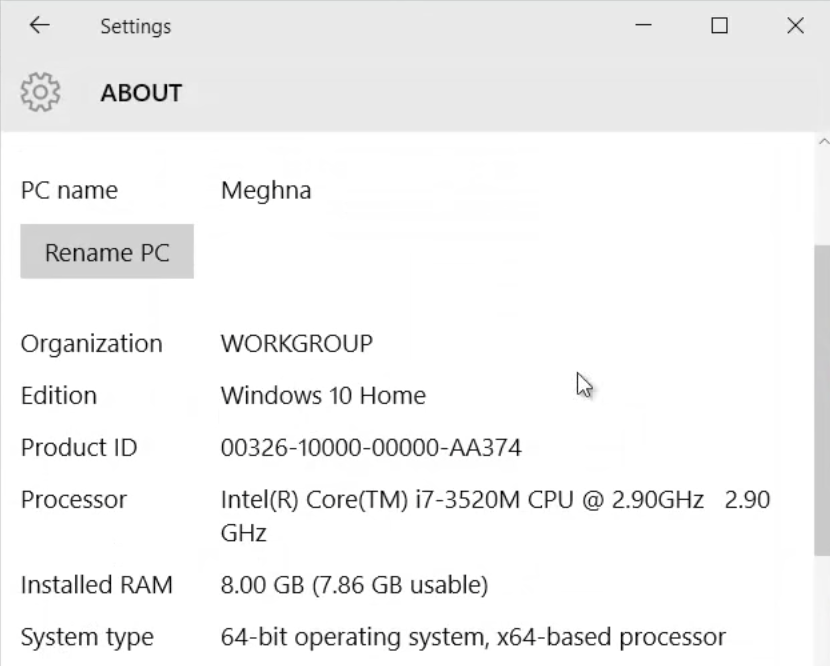 Settings
ABOUT
PC name Meghna
Rename PC
Organization WORKGROUP
Edition Windows 10 Home
Product ID 00326-10000-00000-AA374
Processor Intel(R) Core(TM) i7-3520M CPU @ 2.90GHz 2.90
GHz
Installed RAM 8.00 GB (7.86 GB usable)
System type 64-bit operating system, x64-based processor